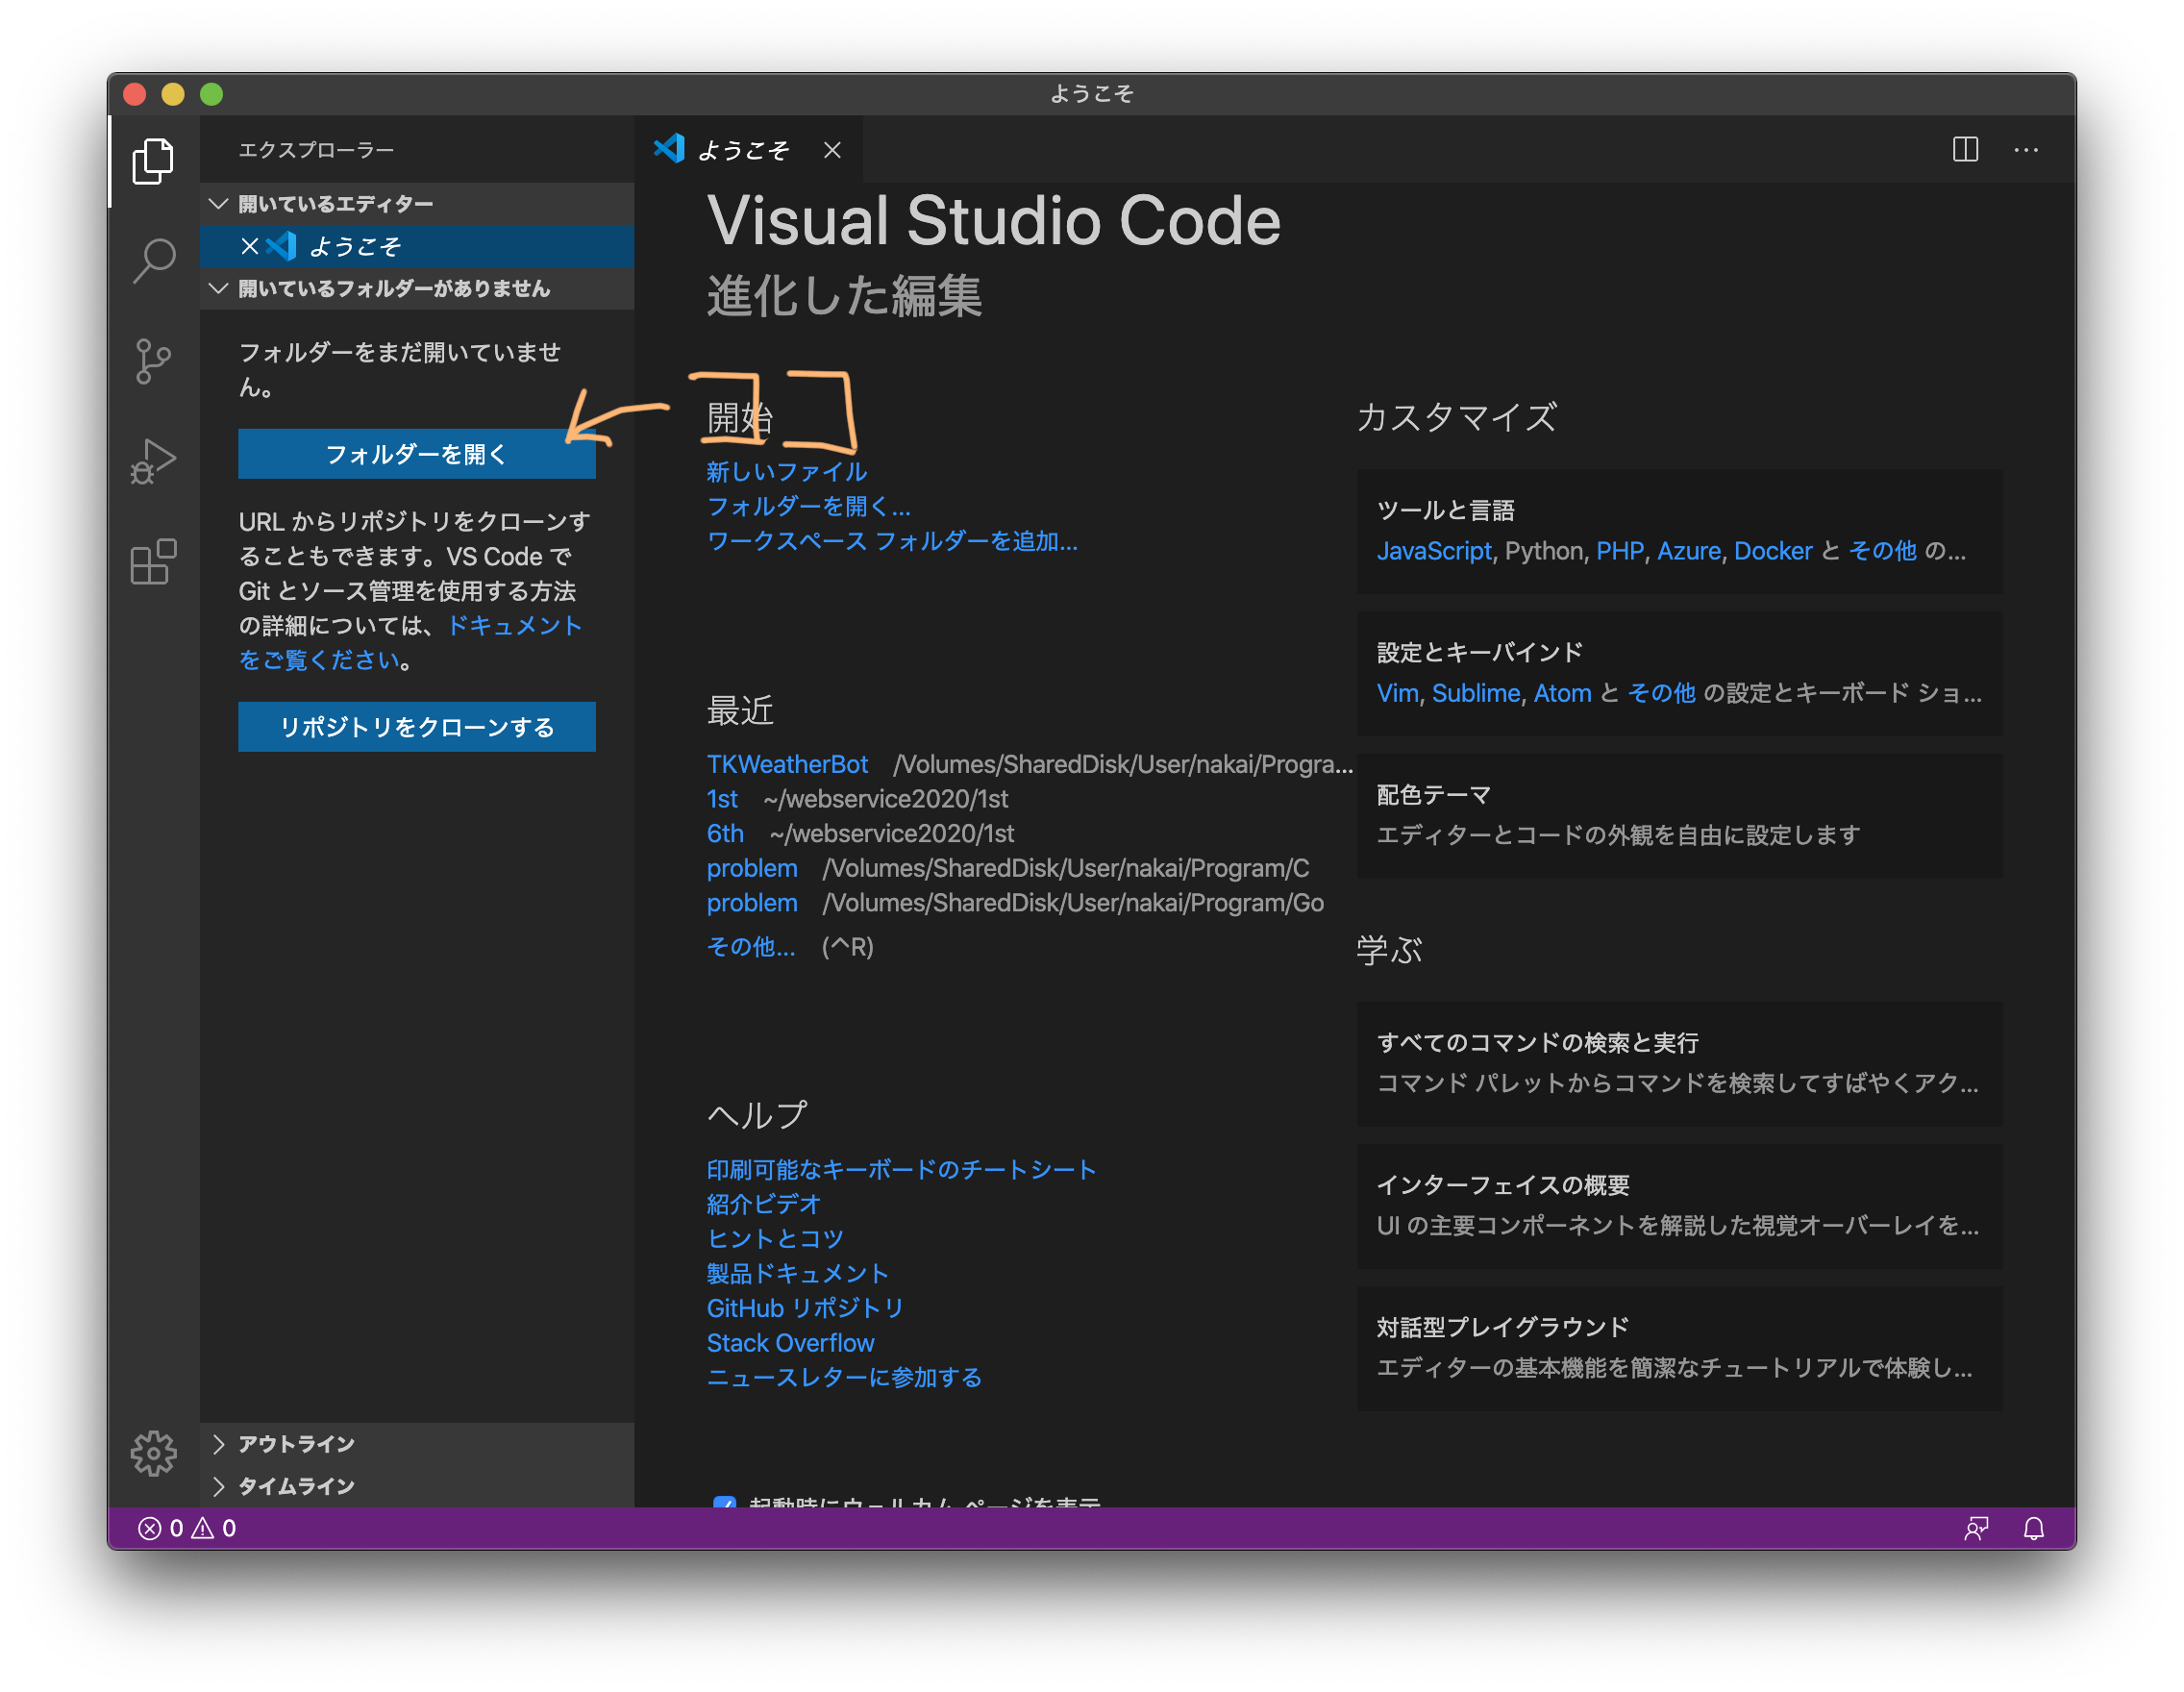 ようこそ
エクスプローラー
開いているエディター
ようこそ
開いているフォルダーがありません
フォルダーをまだ開いていませ
ん。
フォルダーを開く
URL からリポジトリをクローンす
ることもできます。VS Code で
Git とソース管理を使用する方法
の詳細については、ドキュメント
をご覧ください。
リポジトリをクローンする
アウトライン
タイムライン
ようこそ
Visual Studio Code
進化した編集
ココ
開始
新しいファイル
フォルダーを開く...
ワークスペース フォルダーを追加...
最近
TKWeatherBot /Volumes/SharedDisk/User/nakai/Progra...
1st ~/webservice2020/1st
6th ~/webservice2020/1st
problem /Volumes/SharedDisk/User/nakai/Program/C
problem /Volumes/SharedDisk/User/nakai/Program/Go
その他... (^R)
ヘルプ
印刷可能なキーボードのチートシート
紹介ビデオ
ヒントとコツ
製品ドキュメント
GitHub リポジトリ
Stack Overflow
ニュースレターに参加する
起動時にウェルカム ページを表示
カスタマイズ
ツールと言語
JavaScript, Python, PHP, Azure, Docker と その他 の...
設定とキーバインド
Vim, Sublime, Atom と その他 の設定とキーボード ショ...
配色テーマ
エディターとコードの外観を自由に設定します
学ぶ
すべてのコマンドの検索と実行
コマンド パレットからコマンドを検索してすばやくアク...
インターフェイスの概要
UI の主要コンポーネントを解説した視覚オーバーレイを...
対話型プレイグラウンド
エディターの基本機能を簡潔なチュートリアルで体験し...
0 0